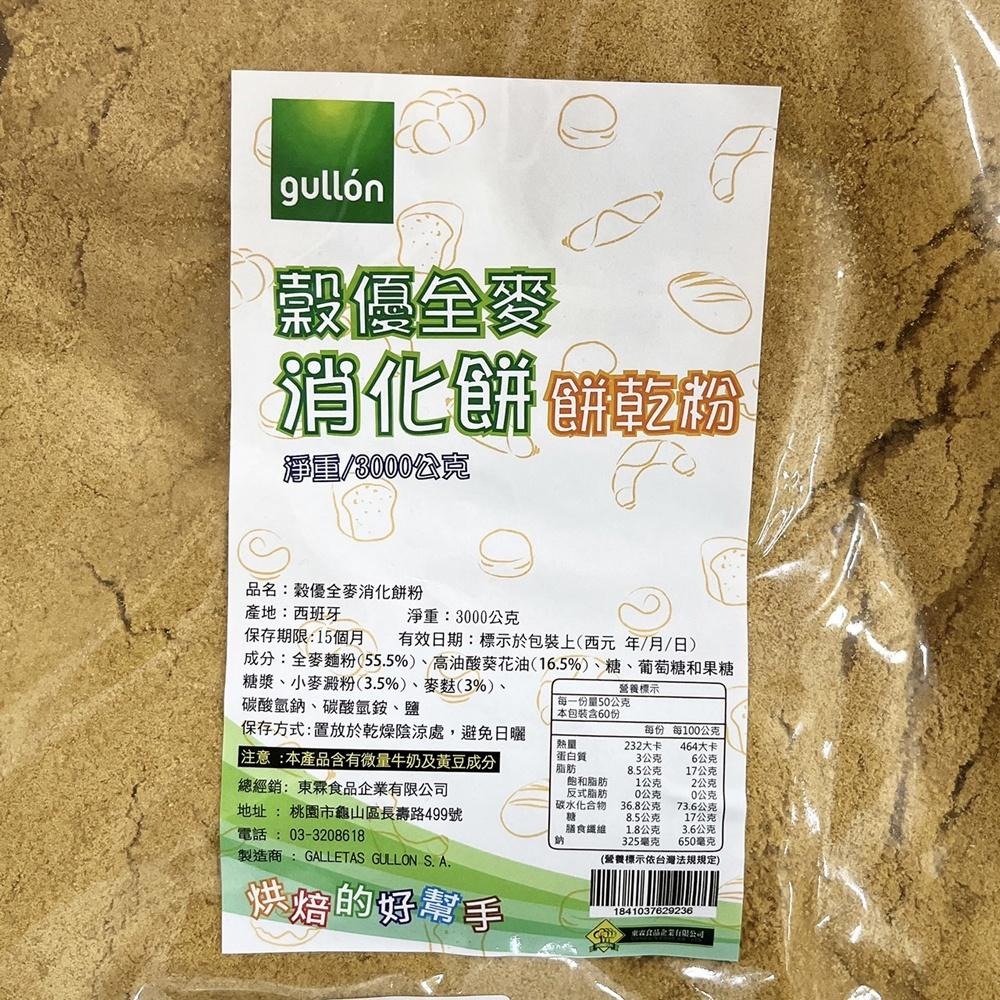 gullón
穀優全麥
消化餅 餅乾粉
淨重/3000公克
品名：穀優全麥消化餅粉
產地：西班牙 淨重：3000公克
保存期限:15個月 有效日期：標示於包裝上(西元 年/月/日)
成分：全麥麵粉(55.5%)、高油酸葵花油(16.5%)、糖、葡萄糖和果糖
糖漿、小麥澱粉(3.5%)、麥麩(3%)、
碳酸氫鈉、碳酸氫銨、鹽
保存方式:置放於乾燥陰涼處，避免日曬
注意 :本產品含有微量牛奶及黃豆成分
總經銷: 東霖食品企業有限公司
地址 : 桃園市龜山區長壽路499號
電話 : 03-3208618
製造商 : GALLETAS GULLON S.A.
烘焙的好幫手
營養標示
每一份量50公克
本包裝含60份
每份 每100公克
熱量 232大卡 464大卡
蛋白質 3公克 6公克
脂肪 8.5公克 17公克
飽和脂肪 1公克 2公克
反式脂肪 0公克 0公克
碳水化合物 36.8公克 73.6公克
糖 8.5公克 17公克
膳食纖維 1.8公克 3.6公克
鈉 325毫克 650毫克
(營養標示依台灣法規規定)
1841037629236